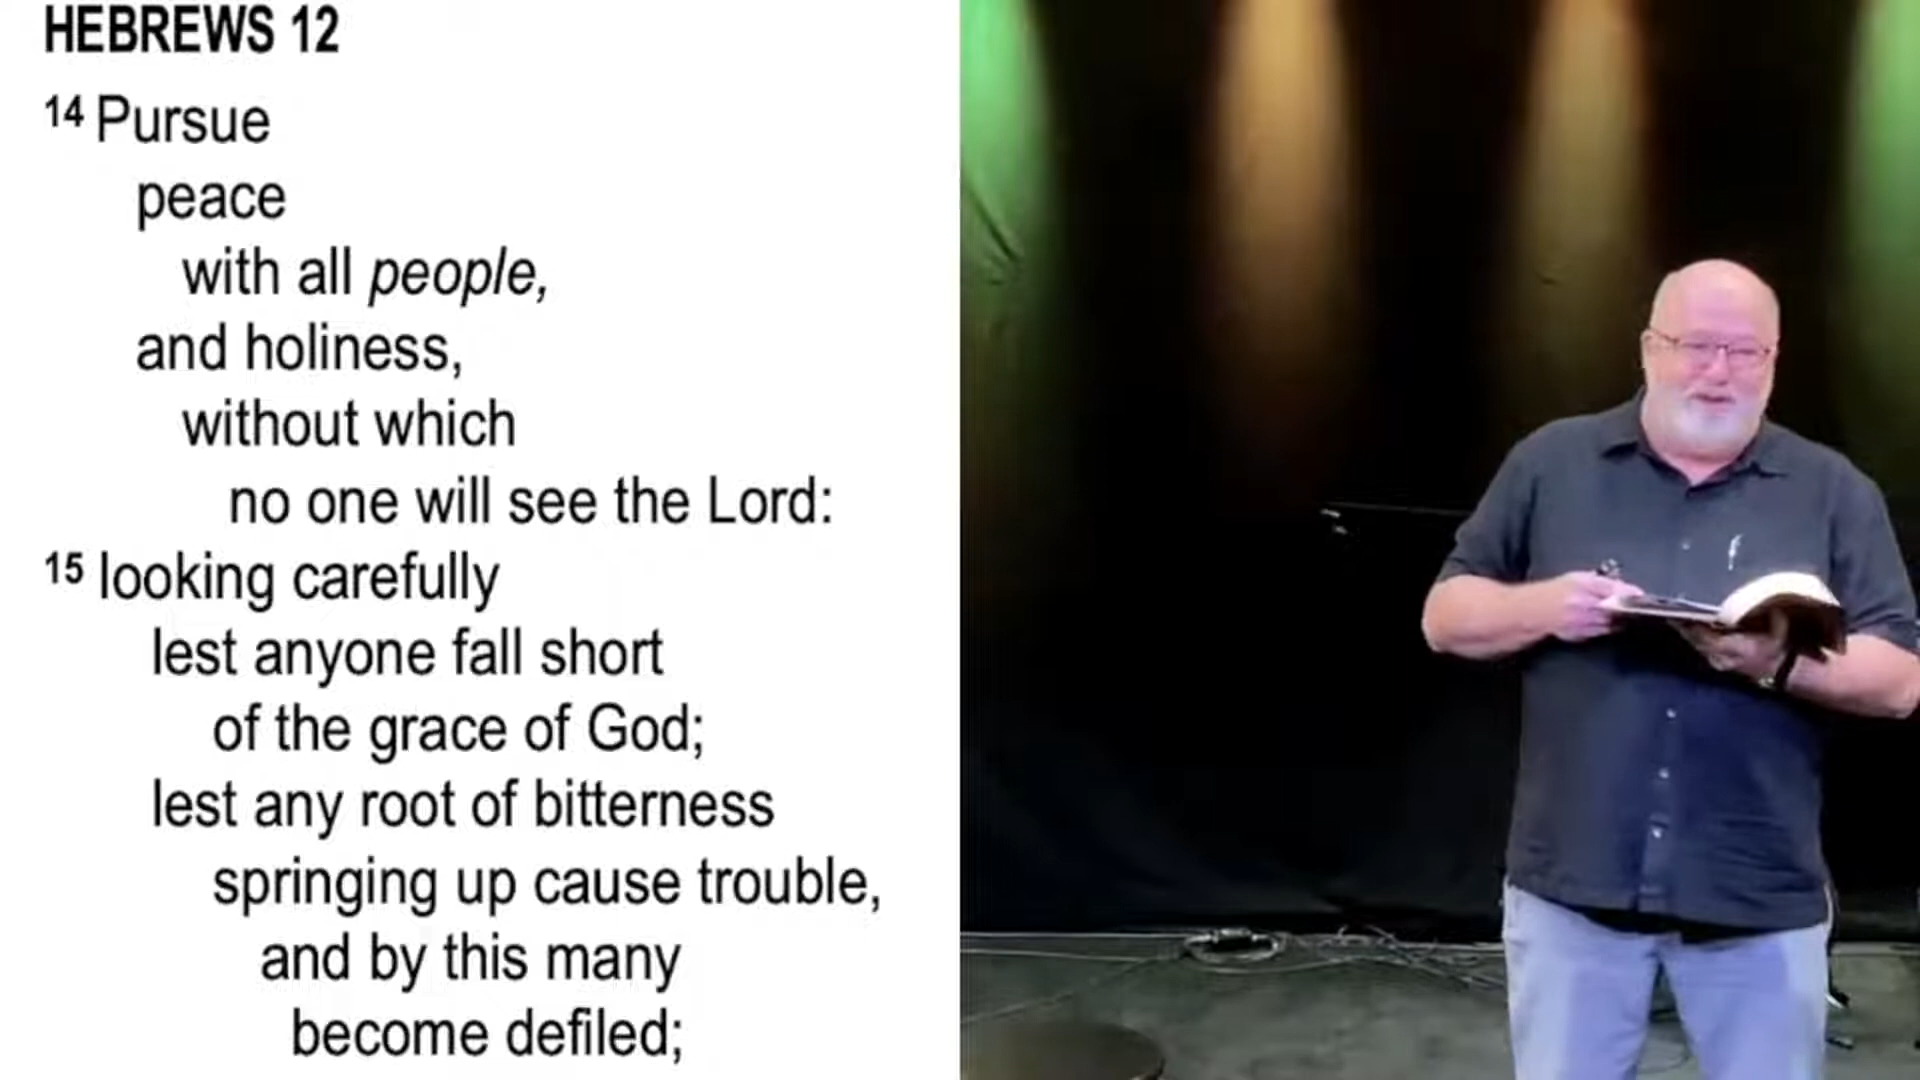 HEBREWS 12
14 Pursue
peace
with all people,
and holiness,
without which
no one will see the Lord:
15 looking carefully
lest anyone fall short
of the grace of God;
lest any root of bitterness
springing up cause trouble,
and by this many
become defiled;